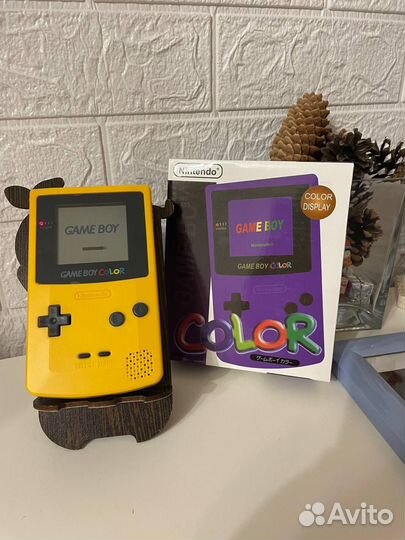 GAME BOY
GAME BOY COLOR
Nintendo
Nintendo
COLOR
DISPLAY
GAME BOY
GAME BOY COLOR
COLOR
ゲームボーイカラー
Avito